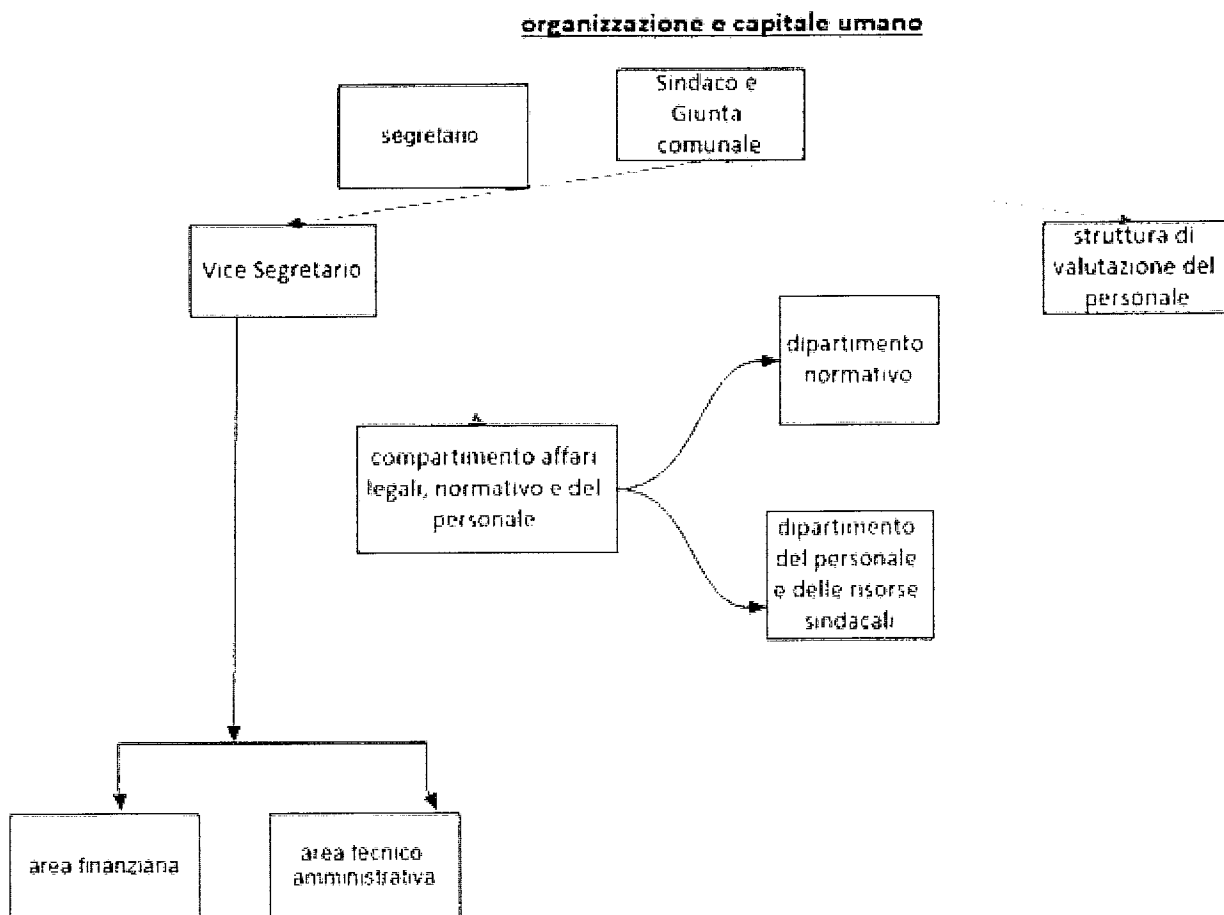 organizzazione e capitale umano
segretario
Sindaco e
Giunta
comunale
Vice Segretario
struttura di
valutazione del
personale
dipartimento
normativo
compartimento affari
legali, normativo e del
personale
dipartimento
del personale
e delle risorse
sindacali
area finanziaria
area tecnico
amministrativa